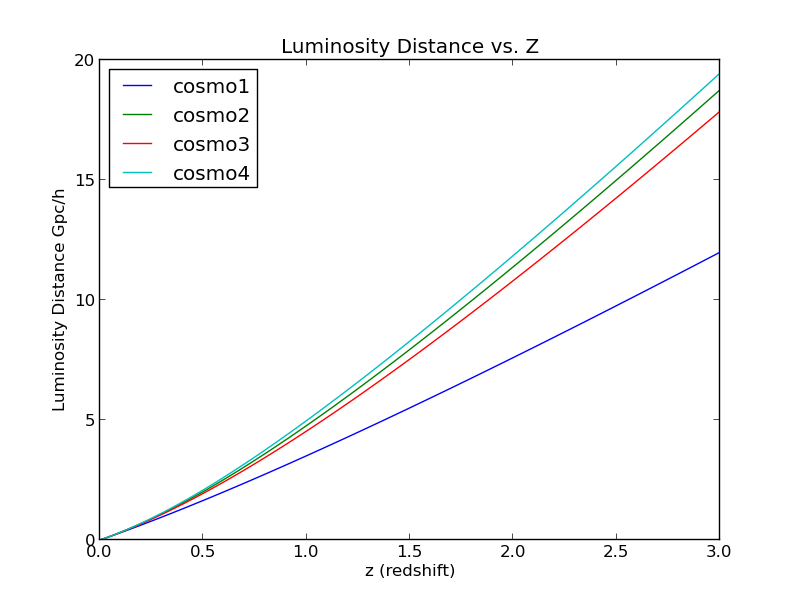 Luminosity Distance vs. Z
cosmo1
cosmo2
cosmo3
cosmo4
Luminosity Distance Gpc/h
20
15
10
5
0
0.0 0.5 1.0 1.5 2.0 2.5 3.0
z (redshift)